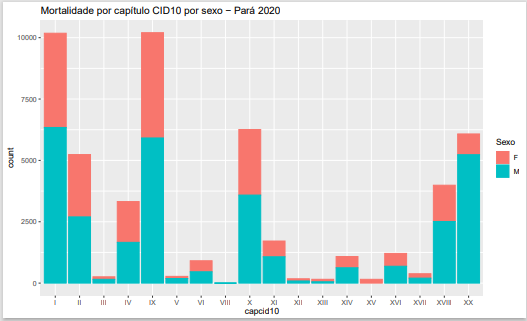 Mortalidade por capítulo CID10 por sexo − Pará 2020
10000
7500
5000
2500
0
count
I II III IV IX V VI VIII X XI XII XIII XIV XV XVI XVII XVIII XX
capcid10
Sexo
F
M